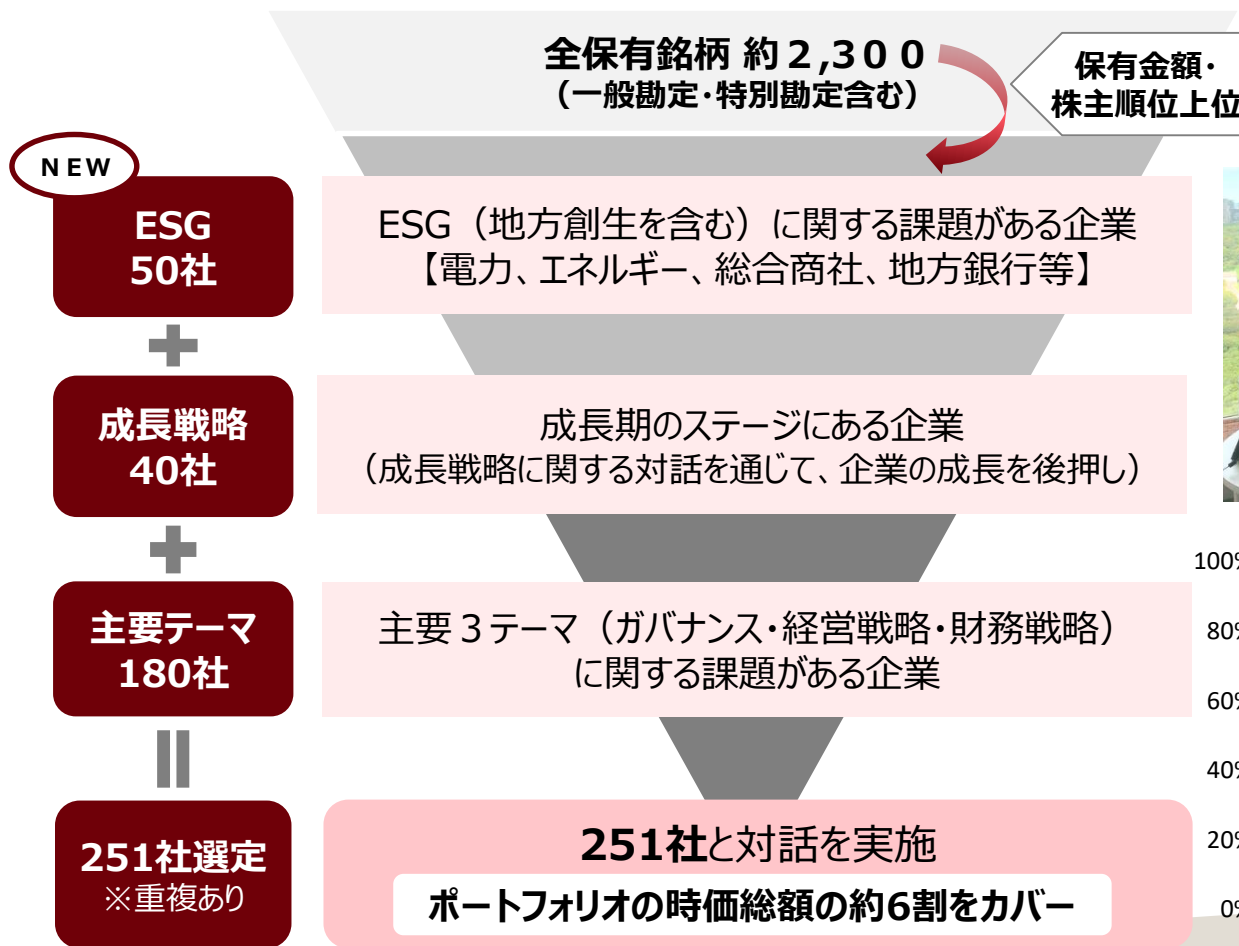 全保有銘柄 約２,３００
（一般勘定・特別勘定含む）
保有金額・
株主順位上位
NEW
ESG
50社
ESG（地方創生を含む）に関する課題がある企業
【電力、エネルギー、総合商社、地方銀行等】
成長戦略
40社
成長期のステージにある企業
（成長戦略に関する対話を通じて、企業の成長を後押し）
主要テーマ
180社
主要３テーマ（ガバナンス・経営戦略・財務戦略）
に関する課題がある企業
251社選定
※重複あり
251社と対話を実施
ポートフォリオの時価総額の約6割をカバー
100%
80%
60%
40%
20%
0%